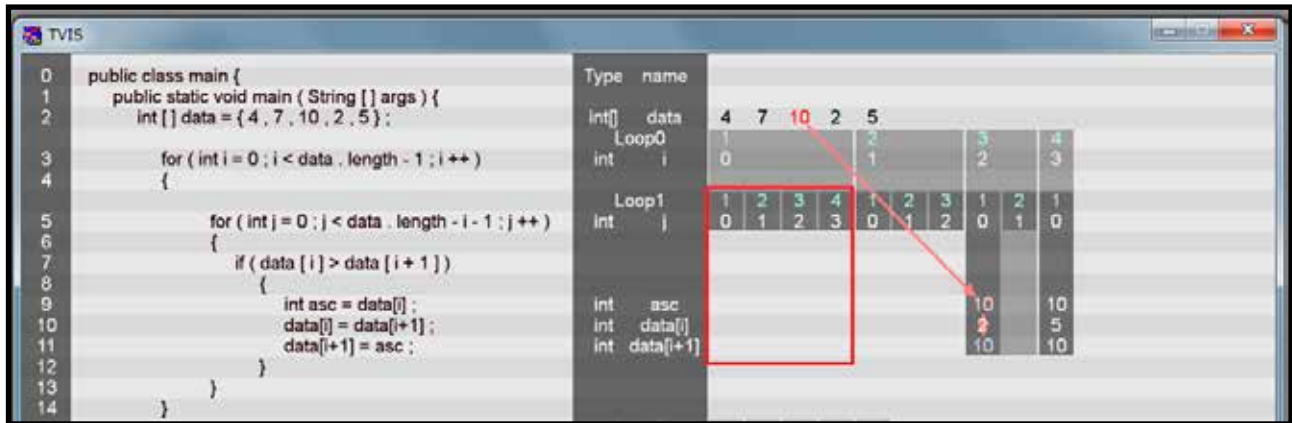 TVIS
Type name
0 public class main {
1 public static void main ( String [ ] args ) {
2 int [ ] data = { 4 , 7 , 10 , 2 , 5 } ; int[] data 4 7 10 2 5
Loop0 1 2 3 4
3 for ( int i = 0 ; i < data . length - 1 ; i ++ ) int i 0 1 2 3
4 {
Loop1 1 2 3 4 1 2 3 1 2 1
5 for ( int j = 0 ; j < data . length - i - 1 ; j ++ ) int j 0 1 2 3 0 1 2 0 1 0
6 {
7 if ( data [ i ] > data [ i + 1 ] )
8 {
9 int asc = data[i] ; int asc 10 10
10 data[i] = data[i+1] ; int data[i] 2 5
11 data[i+1] = asc ; int data[i+1] 10 10
12 }
13 }
14 }